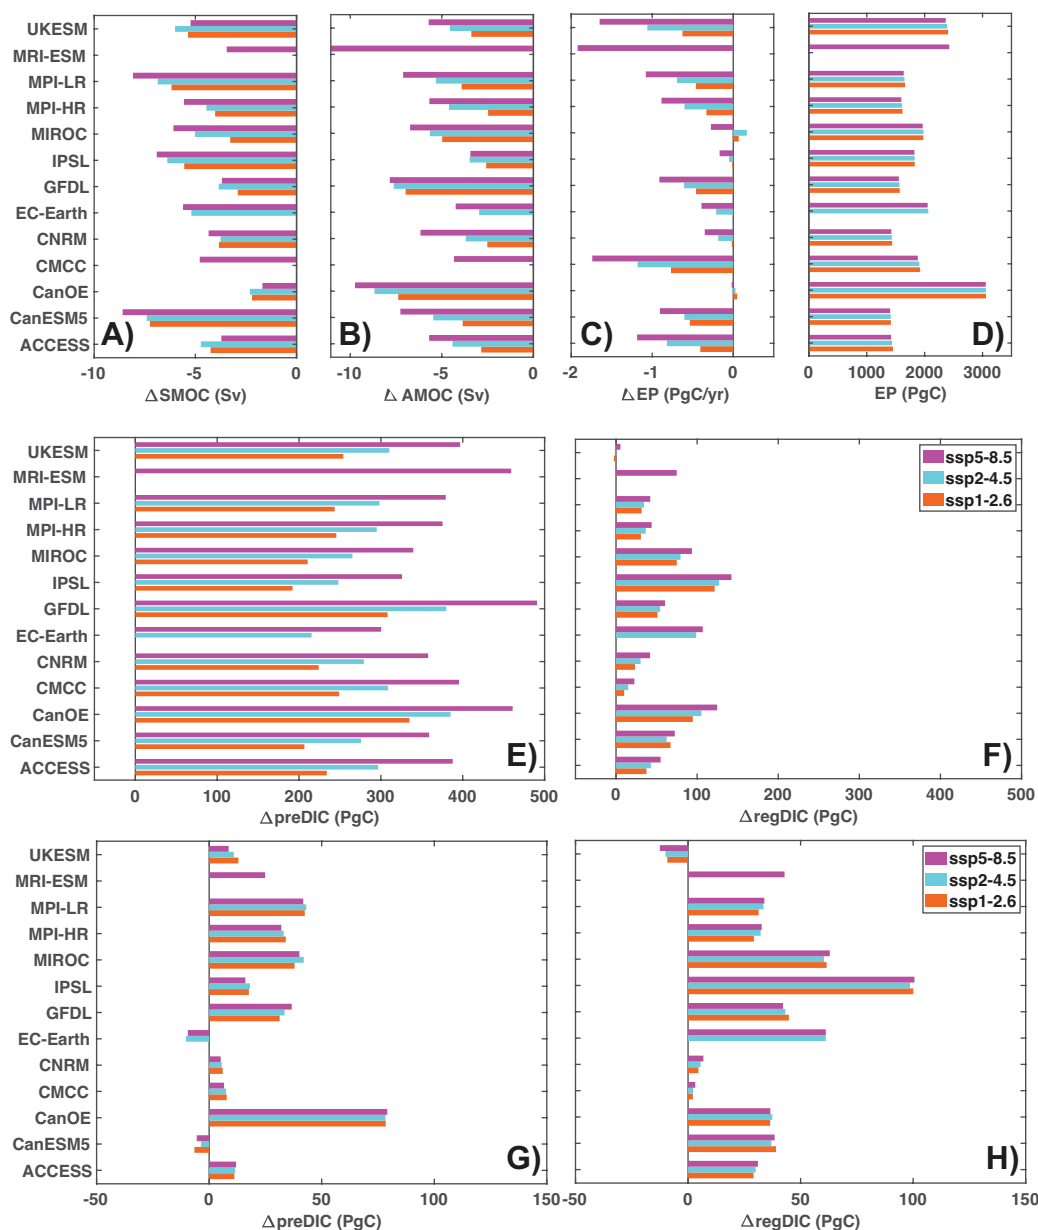 UKESM
MRI-ESM
MPI-LR
MPI-HR
MIROC
IPSL
GFDL
EC-Earth
CNRM
CMCC
CanOE
CanESM5
ACCESS
A)
-10 -5 0
ΔSMOC (Sv)
B)
-10 -5 0
Δ AMOC (Sv)
C)
-2 -1 0
ΔEP (PgC/yr)
D)
0 1000 2000 3000
EP (PgC)
UKESM
MRI-ESM
MPI-LR
MPI-HR
MIROC
IPSL
GFDL
EC-Earth
CNRM
CMCC
CanOE
CanESM5
ACCESS
E)
0 100 200 300 400 500
ΔpreDIC (PgC)
ssp5-8.5
ssp2-4.5
ssp1-2.6
F)
0 100 200 300 400 500
ΔregDIC (PgC)
UKESM
MRI-ESM
MPI-LR
MPI-HR
MIROC
IPSL
GFDL
EC-Earth
CNRM
CMCC
CanOE
CanESM5
ACCESS
G)
-50 0 50 100 150
ΔpreDIC (PgC)
ssp5-8.5
ssp2-4.5
ssp1-2.6
H)
-50 0 50 100 150
ΔregDIC (PgC)